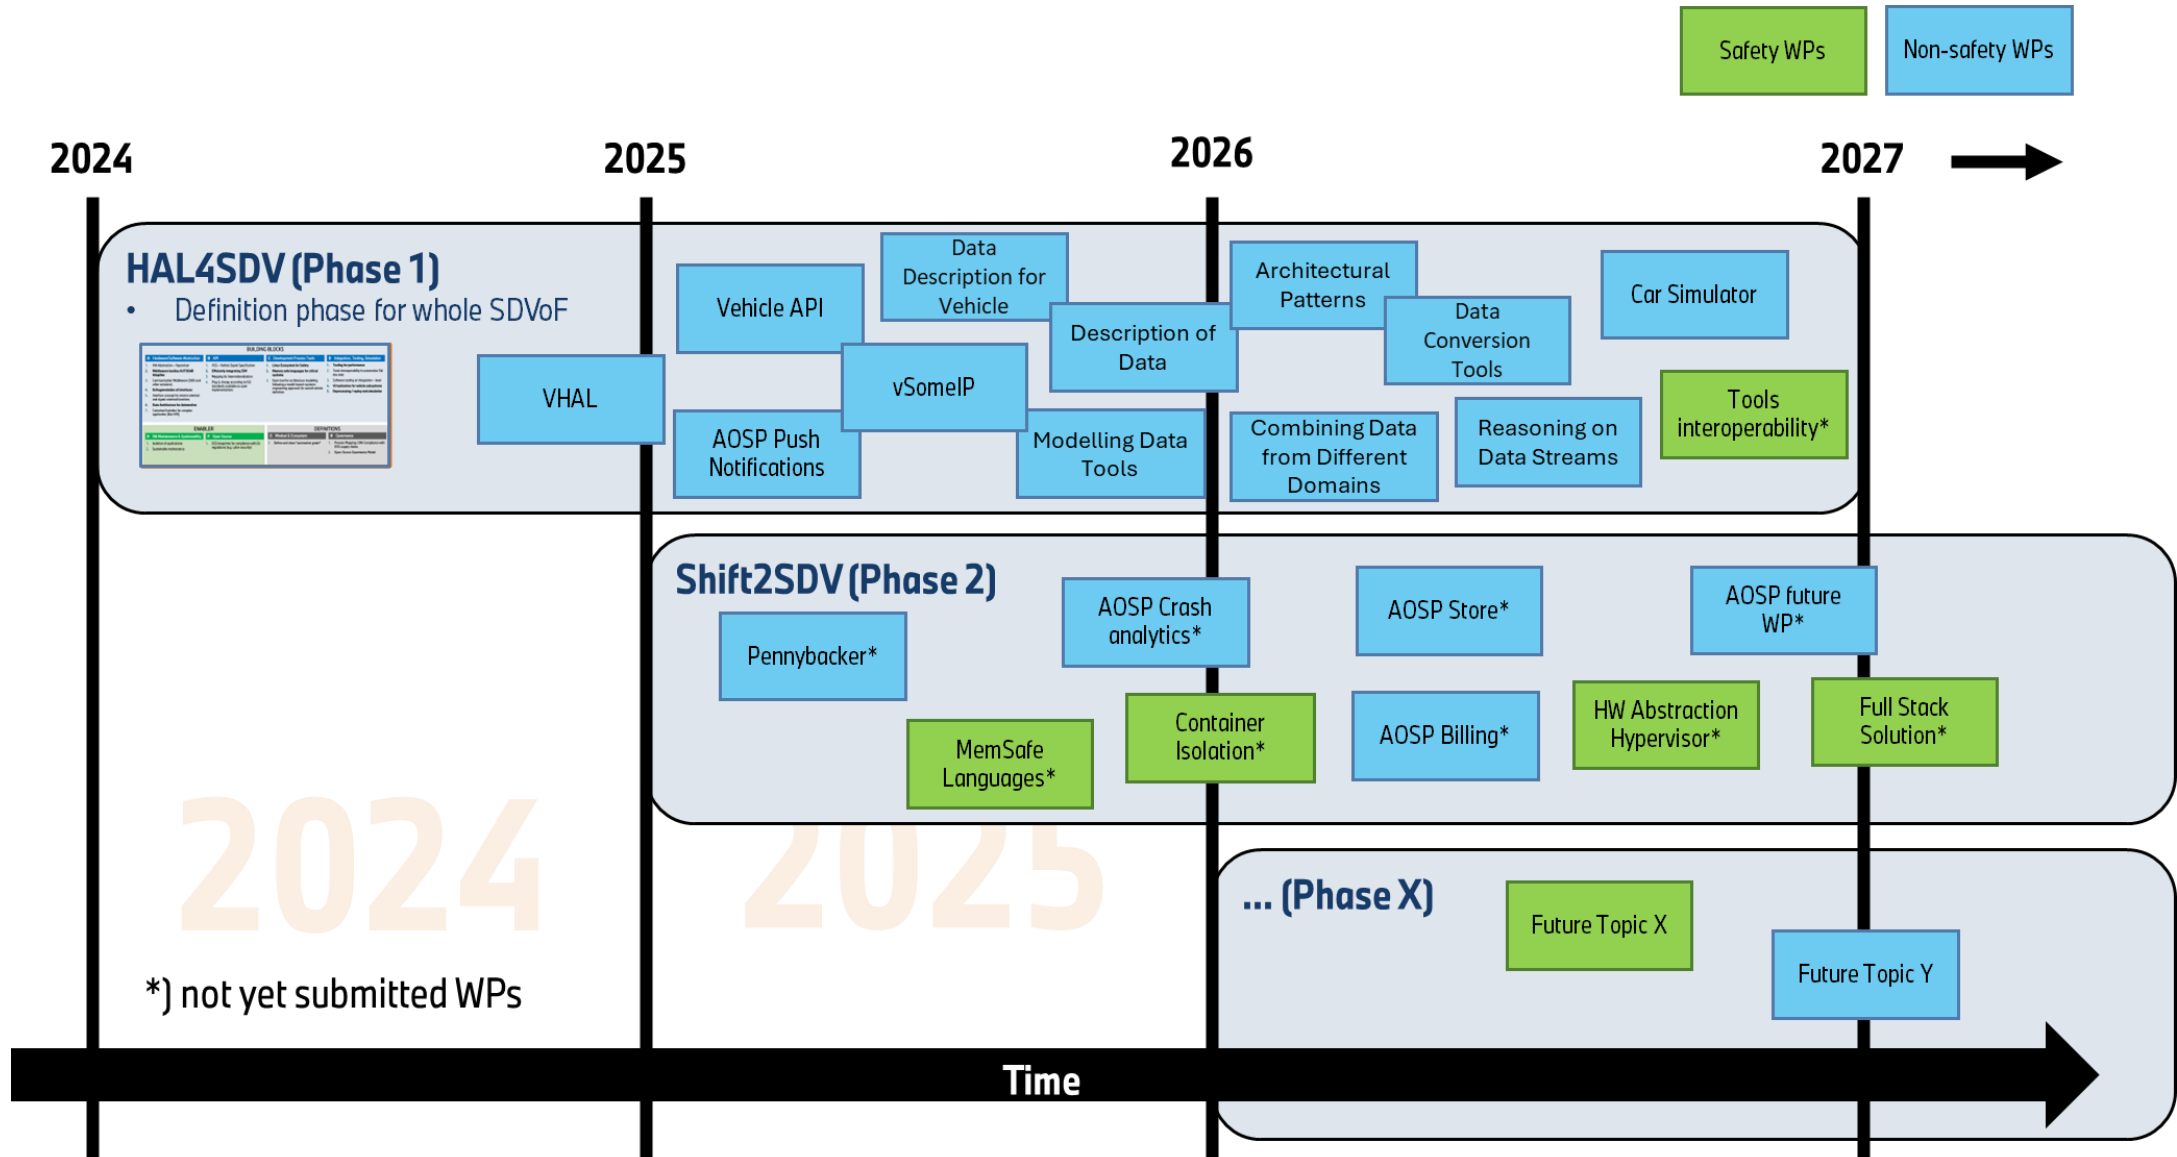 Safety WPs
Non-safety WPs
2024
2025
2026
2027
HAL4SDV (Phase 1)
• Definition phase for whole SDVoF
BUILDING BLOCKS
ENABLER
DEFINITIONS
VHAL
Vehicle API
AOSP Push
Notifications
Data
Description for
Vehicle
vSomeIP
Description of
Data
Modelling Data
Tools
Architectural
Patterns
Data
Conversion
Tools
Combining Data
from Different
Domains
Reasoning on
Data Streams
Car Simulator
Tools
interoperability*
Shift2SDV (Phase 2)
Pennybacker*
MemSafe
Languages*
AOSP Crash
analytics*
Container
Isolation*
AOSP Store*
AOSP Billing*
HW Abstraction
Hypervisor*
AOSP future
WP*
Full Stack
Solution*
2024
2025
... (Phase X)
Future Topic X
Future Topic Y
*) not yet submitted WPs
Time